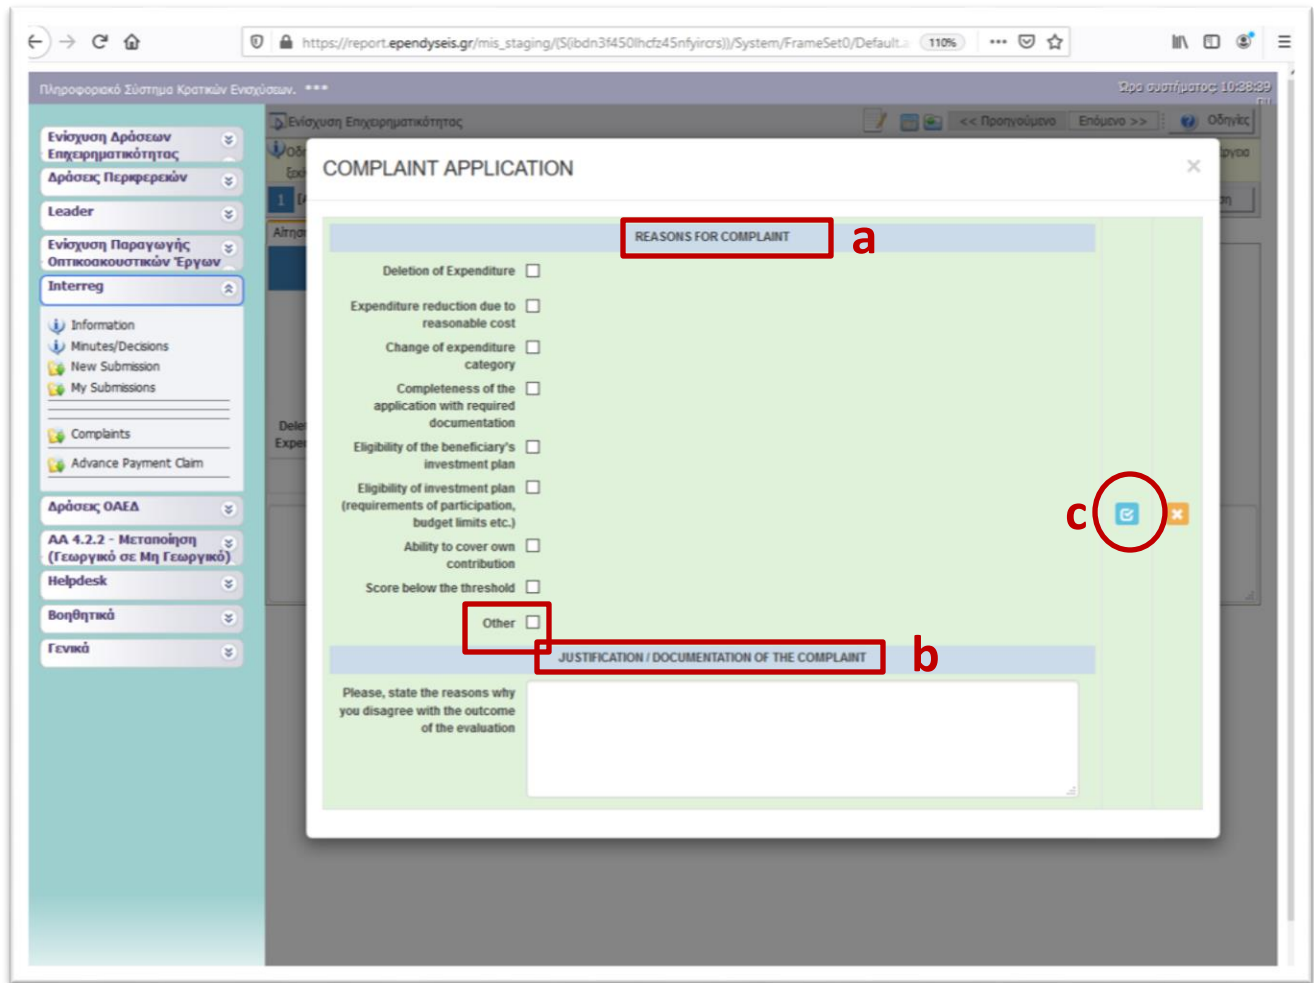 https://report.ependyseis.gr/mis_staging/(S(ibdn3f450lhcfz45nfyircrs))/System/FrameSet0/Default.a 110%
Πληροφοριακό Σύστημα Κρατικών Ενισχύσεων. ***
Ώρα συστήματος: 10:38:39
Ενίσχυση Επιχειρηματικότητας
<< Προηγούμενο
Επόμενο >>
Οδηγίες
Ενίσχυση Δράσεων
Επιχειρηματικότητας
Δράσεις Περιφερειών
Leader
Ενίσχυση Παραγωγής
Οπτικοακουστικών Έργων
Interreg
Information
Minutes/Decisions
New Submission
My Submissions
Complaints
Advance Payment Claim
Δράσεις ΟΑΕΔ
ΑΑ 4.2.2 - Μεταποίηση
(Γεωργικό σε Μη Γεωργικό)
Helpdesk
Βοηθητικά
Γενικά
1
Delet
Expen
COMPLAINT APPLICATION
REASONS FOR COMPLAINT
a
Deletion of Expenditure
Expenditure reduction due to
reasonable cost
Change of expenditure
category
Completeness of the
application with required
documentation
Eligibility of the beneficiary's
investment plan
Eligibility of investment plan
(requirements of participation,
budget limits etc.)
c
Ability to cover own
contribution
Score below the threshold
Other
JUSTIFICATION / DOCUMENTATION OF THE COMPLAINT
b
Please, state the reasons why
you disagree with the outcome
of the evaluation